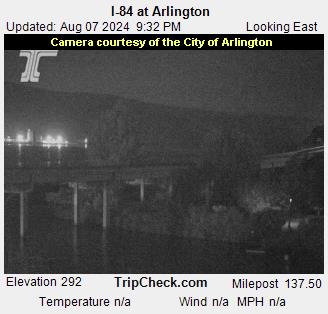 I-84 at Arlington
Updated: Aug 07 2024 9:32 PM Looking East
Camera courtesy of the City of Arlington
Elevation 292 TripCheck.com Milepost 137.50
Temperature n/a Wind n/a MPH n/a